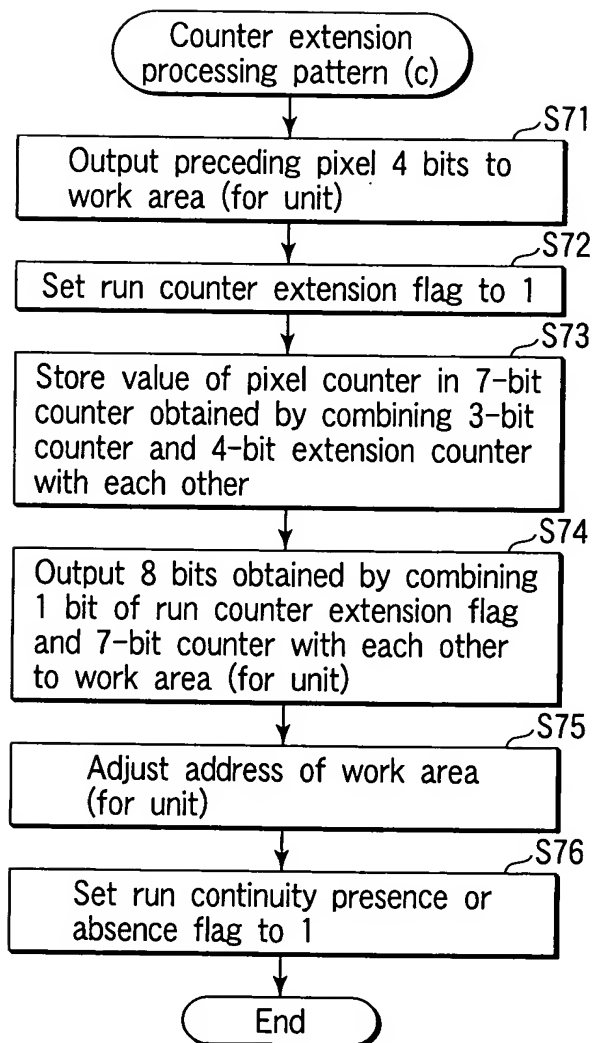 Counter extension
processing pattern (c)
S71
Output preceding pixel 4 bits to
work area (for unit)
S72
Set run counter extension flag to 1
S73
Store value of pixel counter in 7-bit
counter obtained by combining 3-bit
counter and 4-bit extension counter
with each other
S74
Output 8 bits obtained by combining
1 bit of run counter extension flag
and 7-bit counter with each other
to work area (for unit)
S75
Adjust address of work area
(for unit)
S76
Set run continuity presence or
absence flag to 1
End